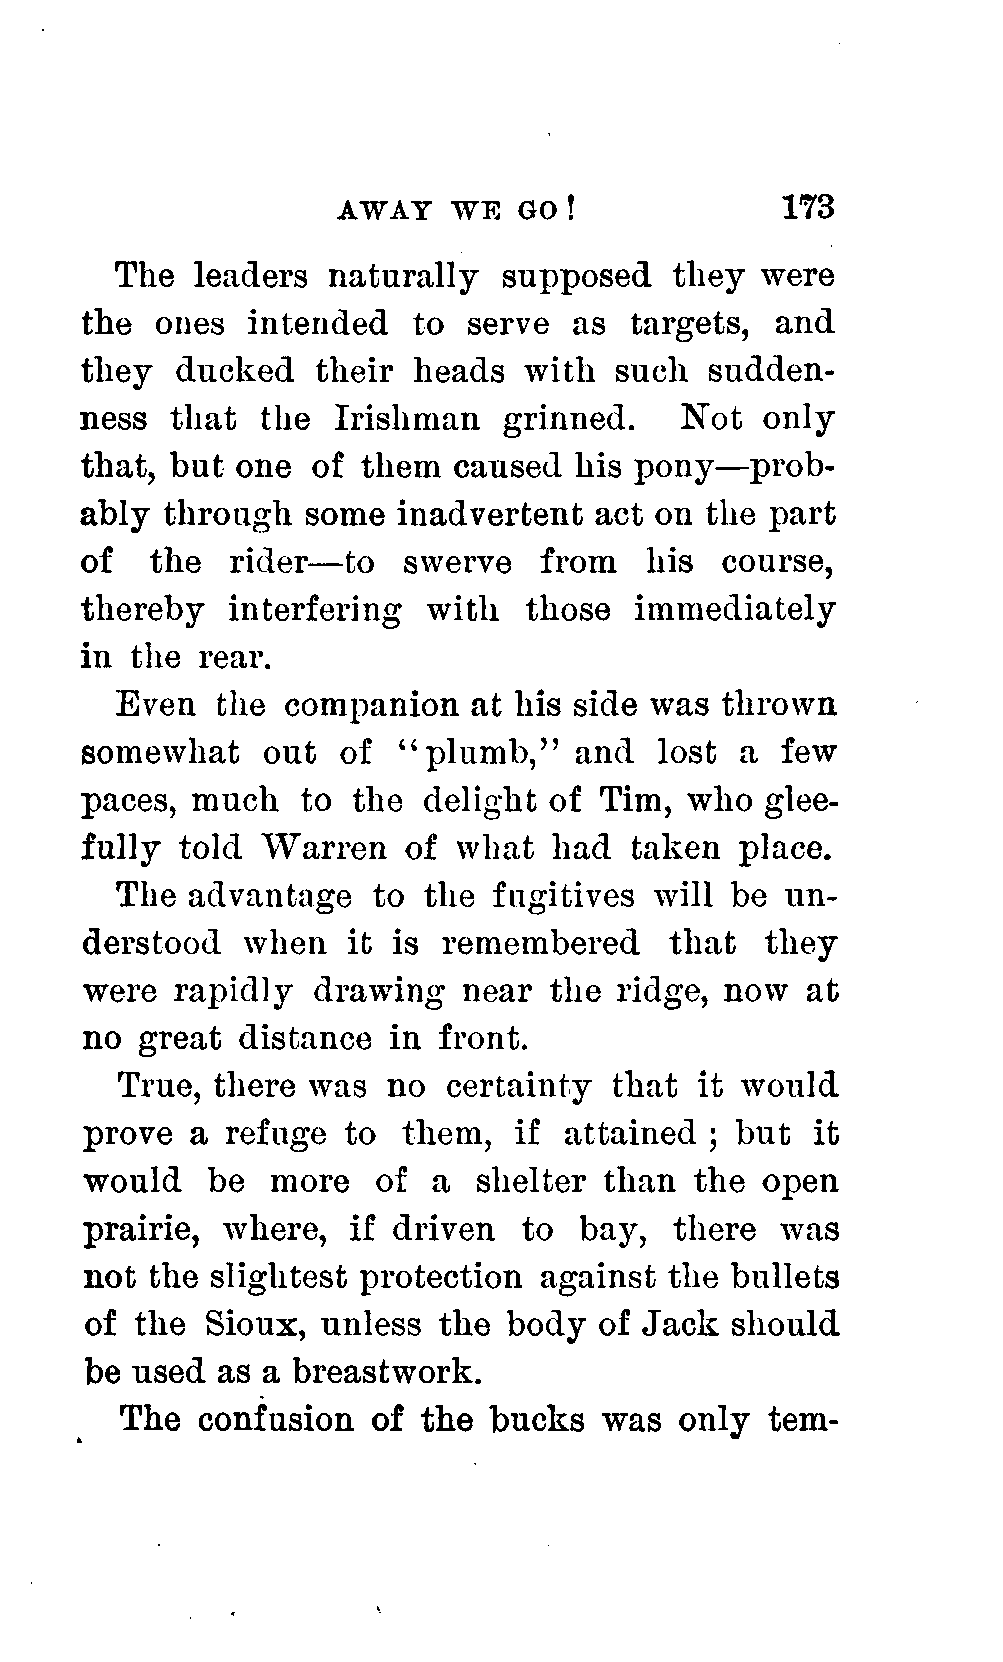 AWAY WE GO! 173
The leaders naturally supposed they were
the ones intended to serve as targets, and
they ducked their heads with such sudden-
ness that the Irishman grinned. Not only
that, but one of them caused his pony—prob-
ably through some inadvertent act on the part
of the rider—to swerve from his course,
thereby interfering with those immediately
in the rear.
Even the companion at his side was thrown
somewhat out of "plumb," and lost a few
paces, much to the delight of Tim, who glee-
fully told Warren of what had taken place.
The advantage to the fugitives will be un-
derstood when it is remembered that they
were rapidly drawing near the ridge, now at
no great distance in front.
True, there was no certainty that it would
prove a refuge to them, if attained ; but it
would be more of a shelter than the open
prairie, where, if driven to bay, there was
not the slightest protection against the bullets
of the Sioux, unless the body of Jack should
be used as a breastwork.
The confusion of the bucks was only tem-